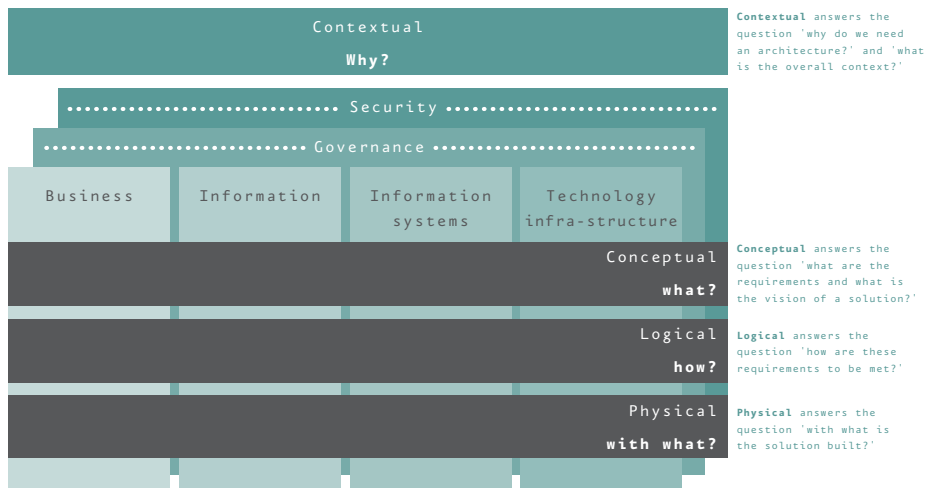 Contextual
Why?
Contextual answers the
question 'why do we need
an architecture?' and 'what
is the overall context?'
Security
Governance
Business
Information
Information
systems
Technology
infra-structure
Conceptual
what?
Conceptual answers the
question 'what are the
requirements and what is
the vision of a solution?'
Logical
how?
Logical answers the
question 'how are these
requirements to be met?'
Physical
with what?
Physical answers the
question 'with what is
the solution built?'